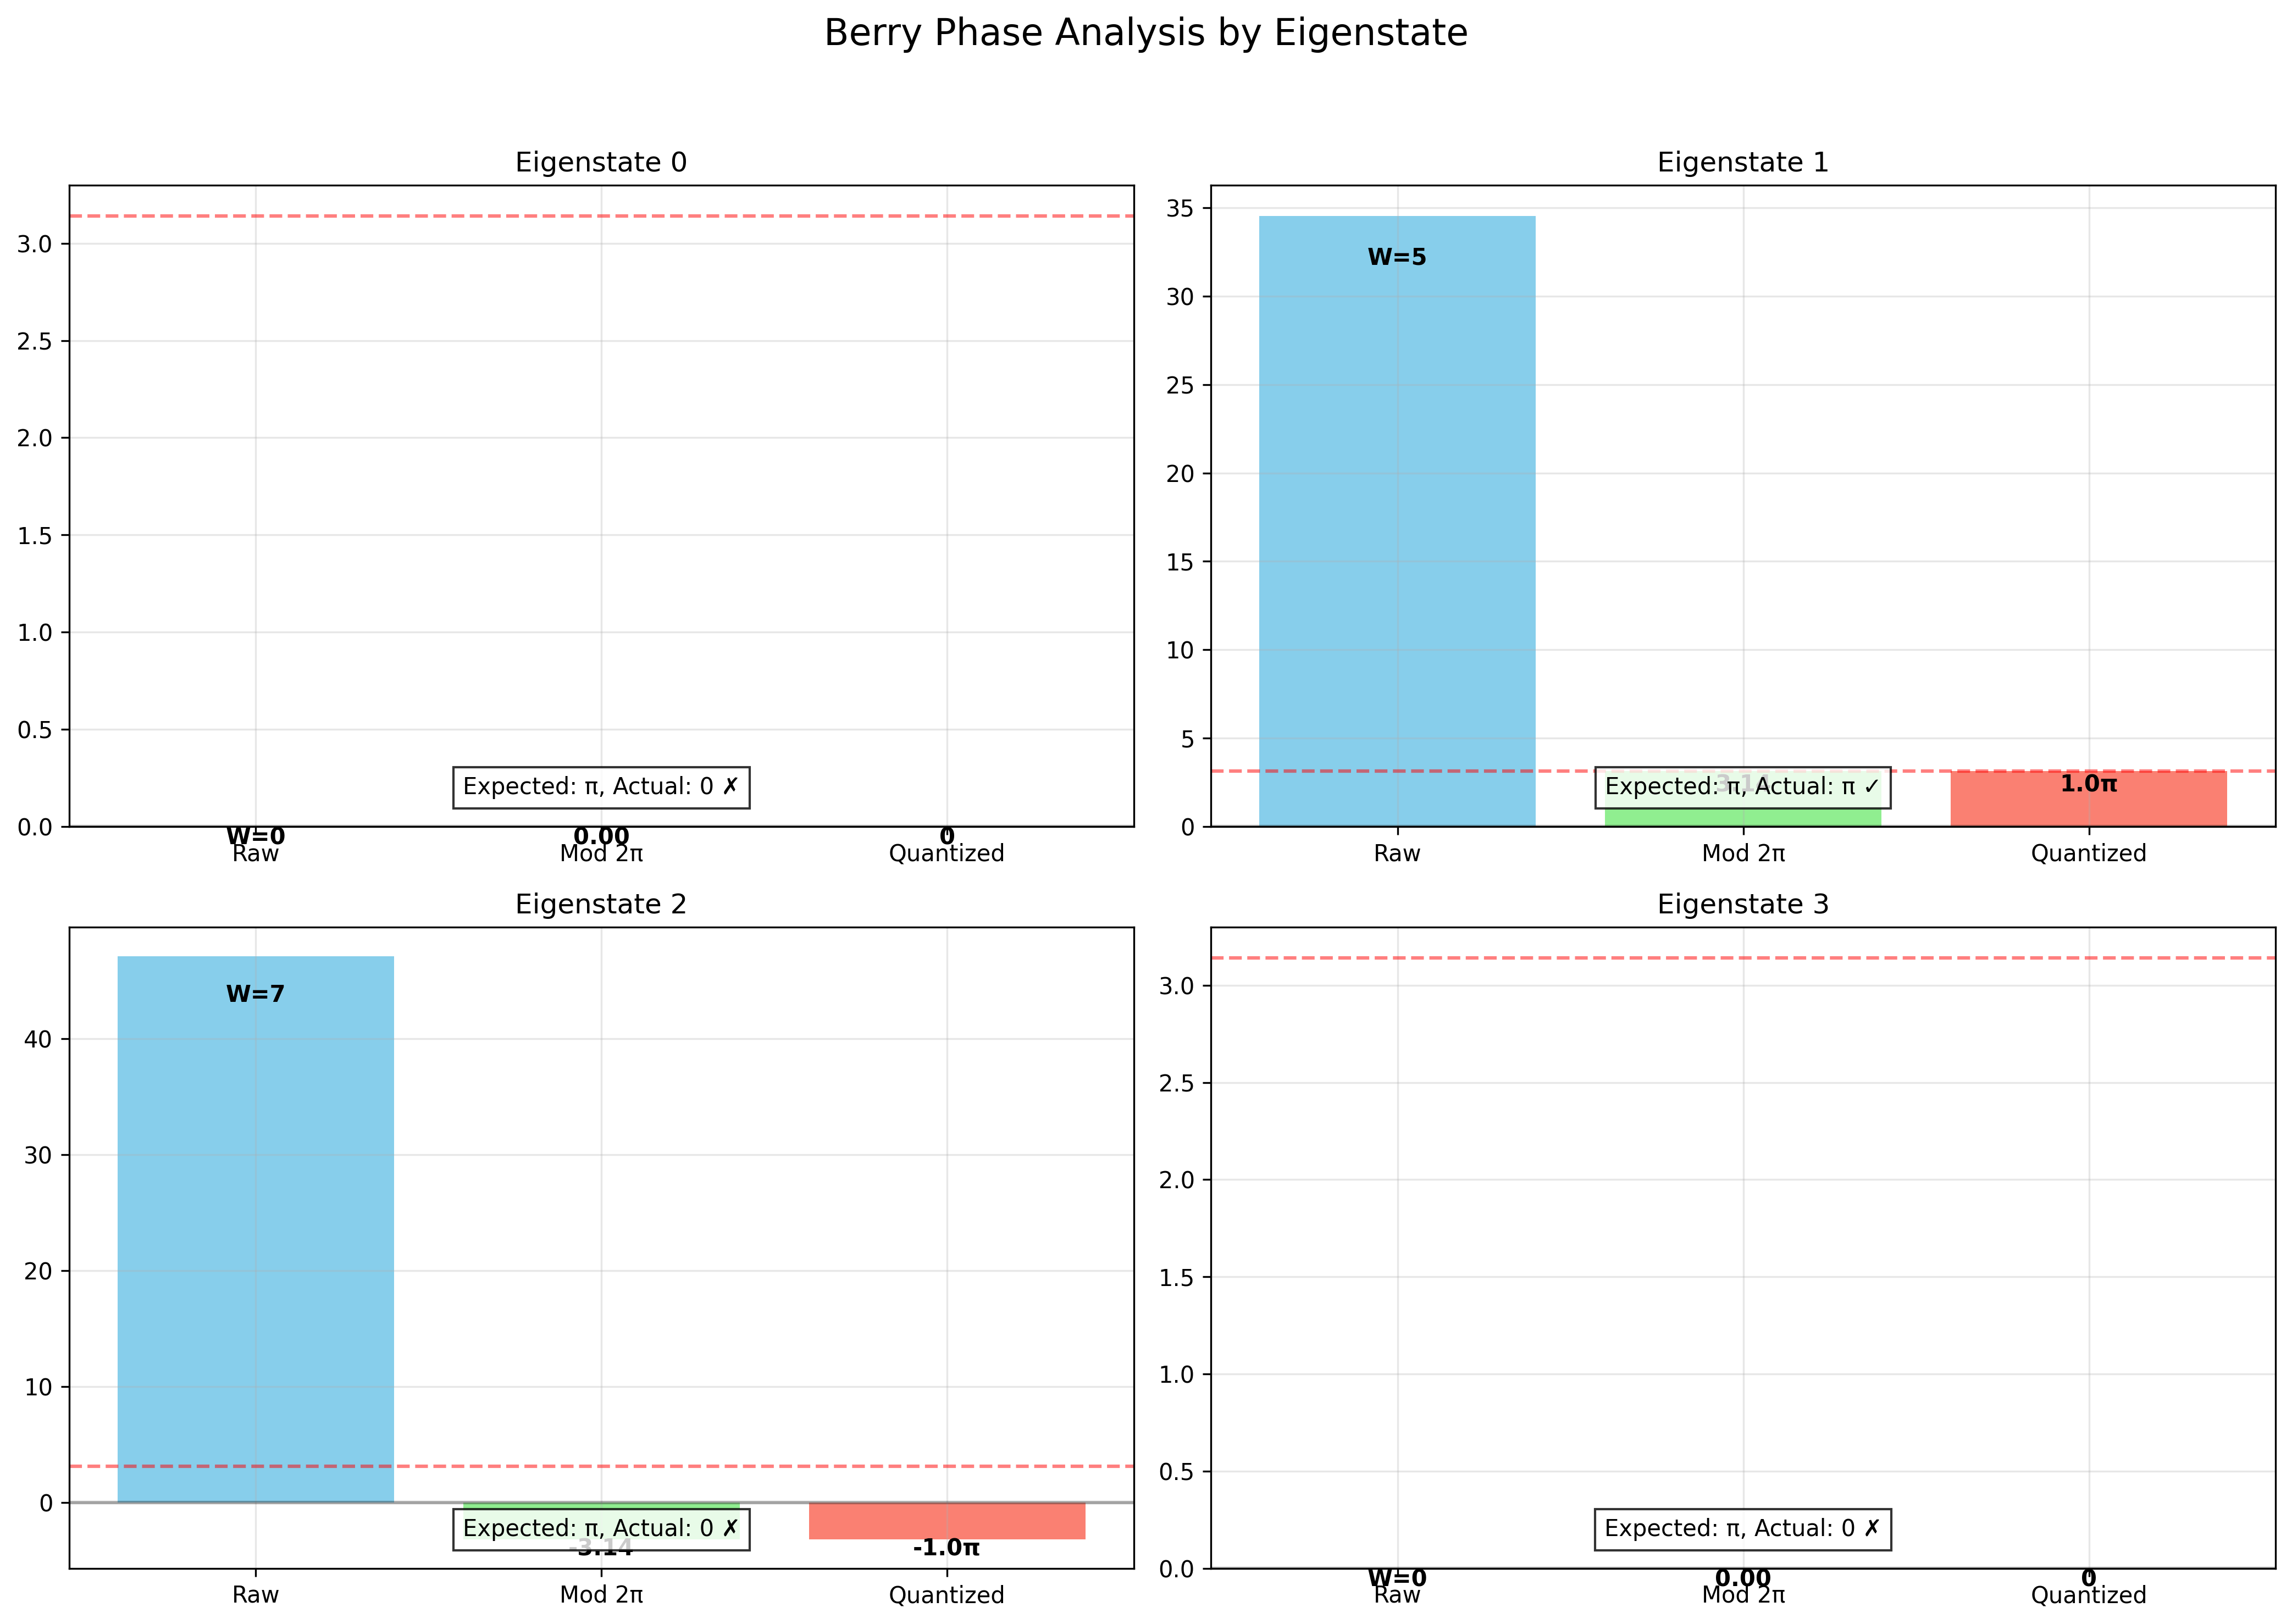 Berry Phase Analysis by Eigenstate
Eigenstate 0
3.0
2.5
2.0
1.5
1.0
0.5
0.0
Expected: π, Actual: 0 ✗
W=0
0.00
0
Raw
Mod 2π
Quantized
Eigenstate 1
35
30
25
20
15
10
5
0
W=5
Expected: π, Actual: π ✓
1.0π
Raw
Mod 2π
Quantized
Eigenstate 2
40
30
20
10
0
W=7
Expected: π, Actual: 0 ✗
-3.14
-1.0π
Raw
Mod 2π
Quantized
Eigenstate 3
3.0
2.5
2.0
1.5
1.0
0.5
0.0
Expected: π, Actual: 0 ✗
W=0
0.00
0
Raw
Mod 2π
Quantized